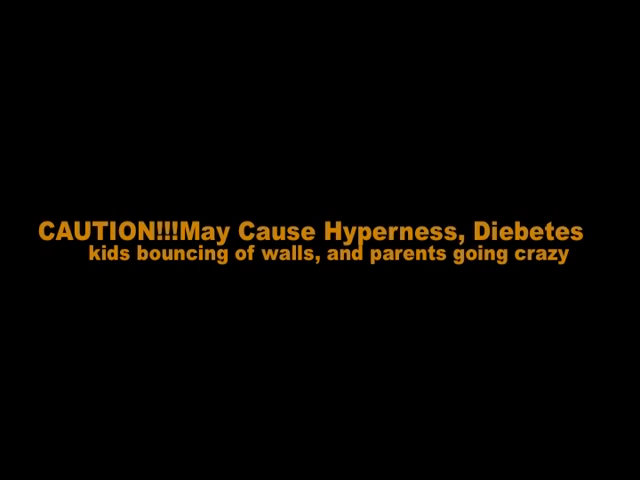 CAUTION!!!May Cause Hyperness, Diebetes
kids bouncing of walls, and parents going crazy